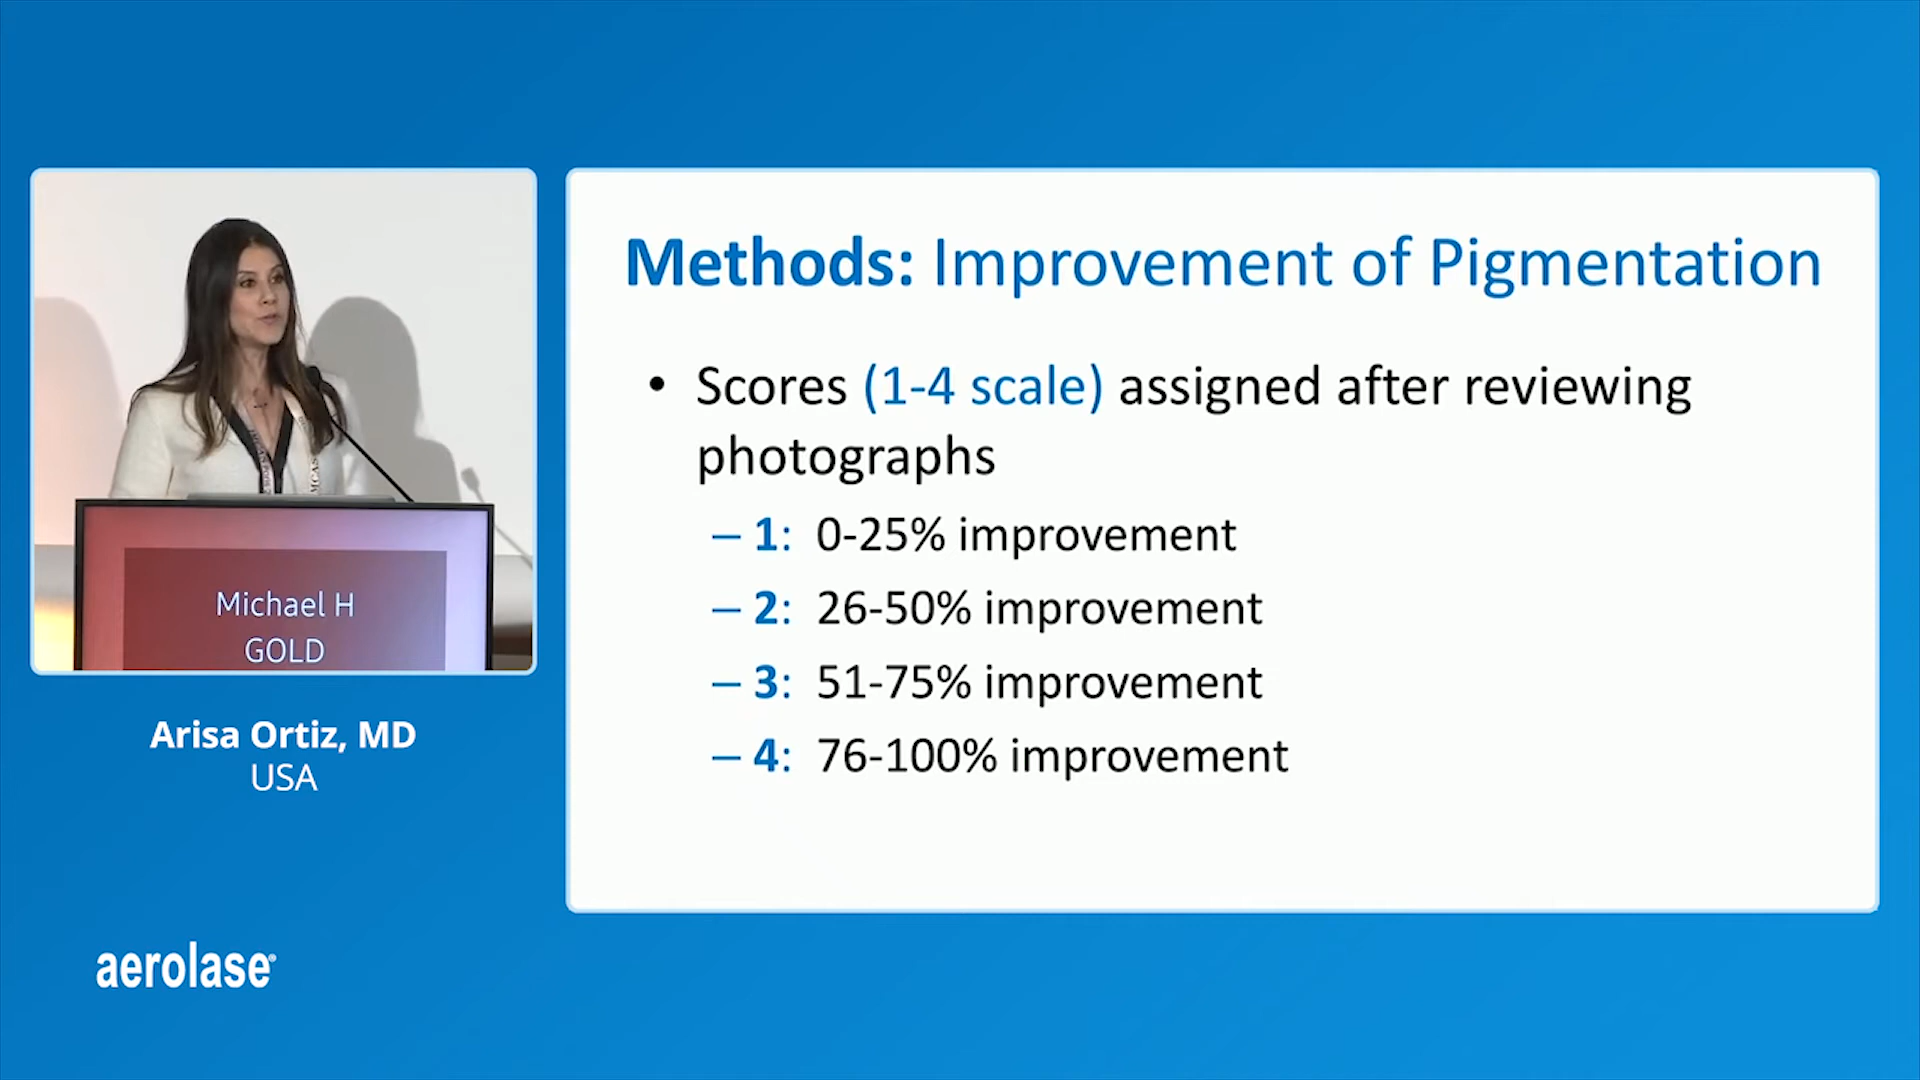 Methods: Improvement of Pigmentation
• Scores (1-4 scale) assigned after reviewing
photographs
– 1: 0-25% improvement
– 2: 26-50% improvement
– 3: 51-75% improvement
– 4: 76-100% improvement
Michael H
GOLD
Arisa Ortiz, MD
USA
aerolase®